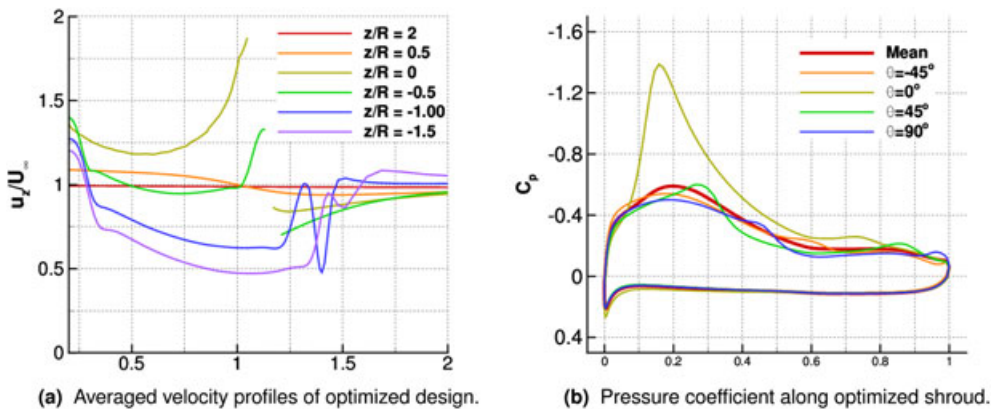 2
1.5
1
0.5
0
u_z/U_∞
z/R = 2
z/R = 0.5
z/R = 0
z/R = -0.5
z/R = -1.00
z/R = -1.5
0.5
1
1.5
2
(a) Averaged velocity profiles of optimized design.
-1.6
-1.2
-0.8
-0.4
0
0.4
C_p
Mean
θ=-45°
θ=0°
θ=45°
θ=90°
0
0.2
0.4
0.6
0.8
1
(b) Pressure coefficient along optimized shroud.